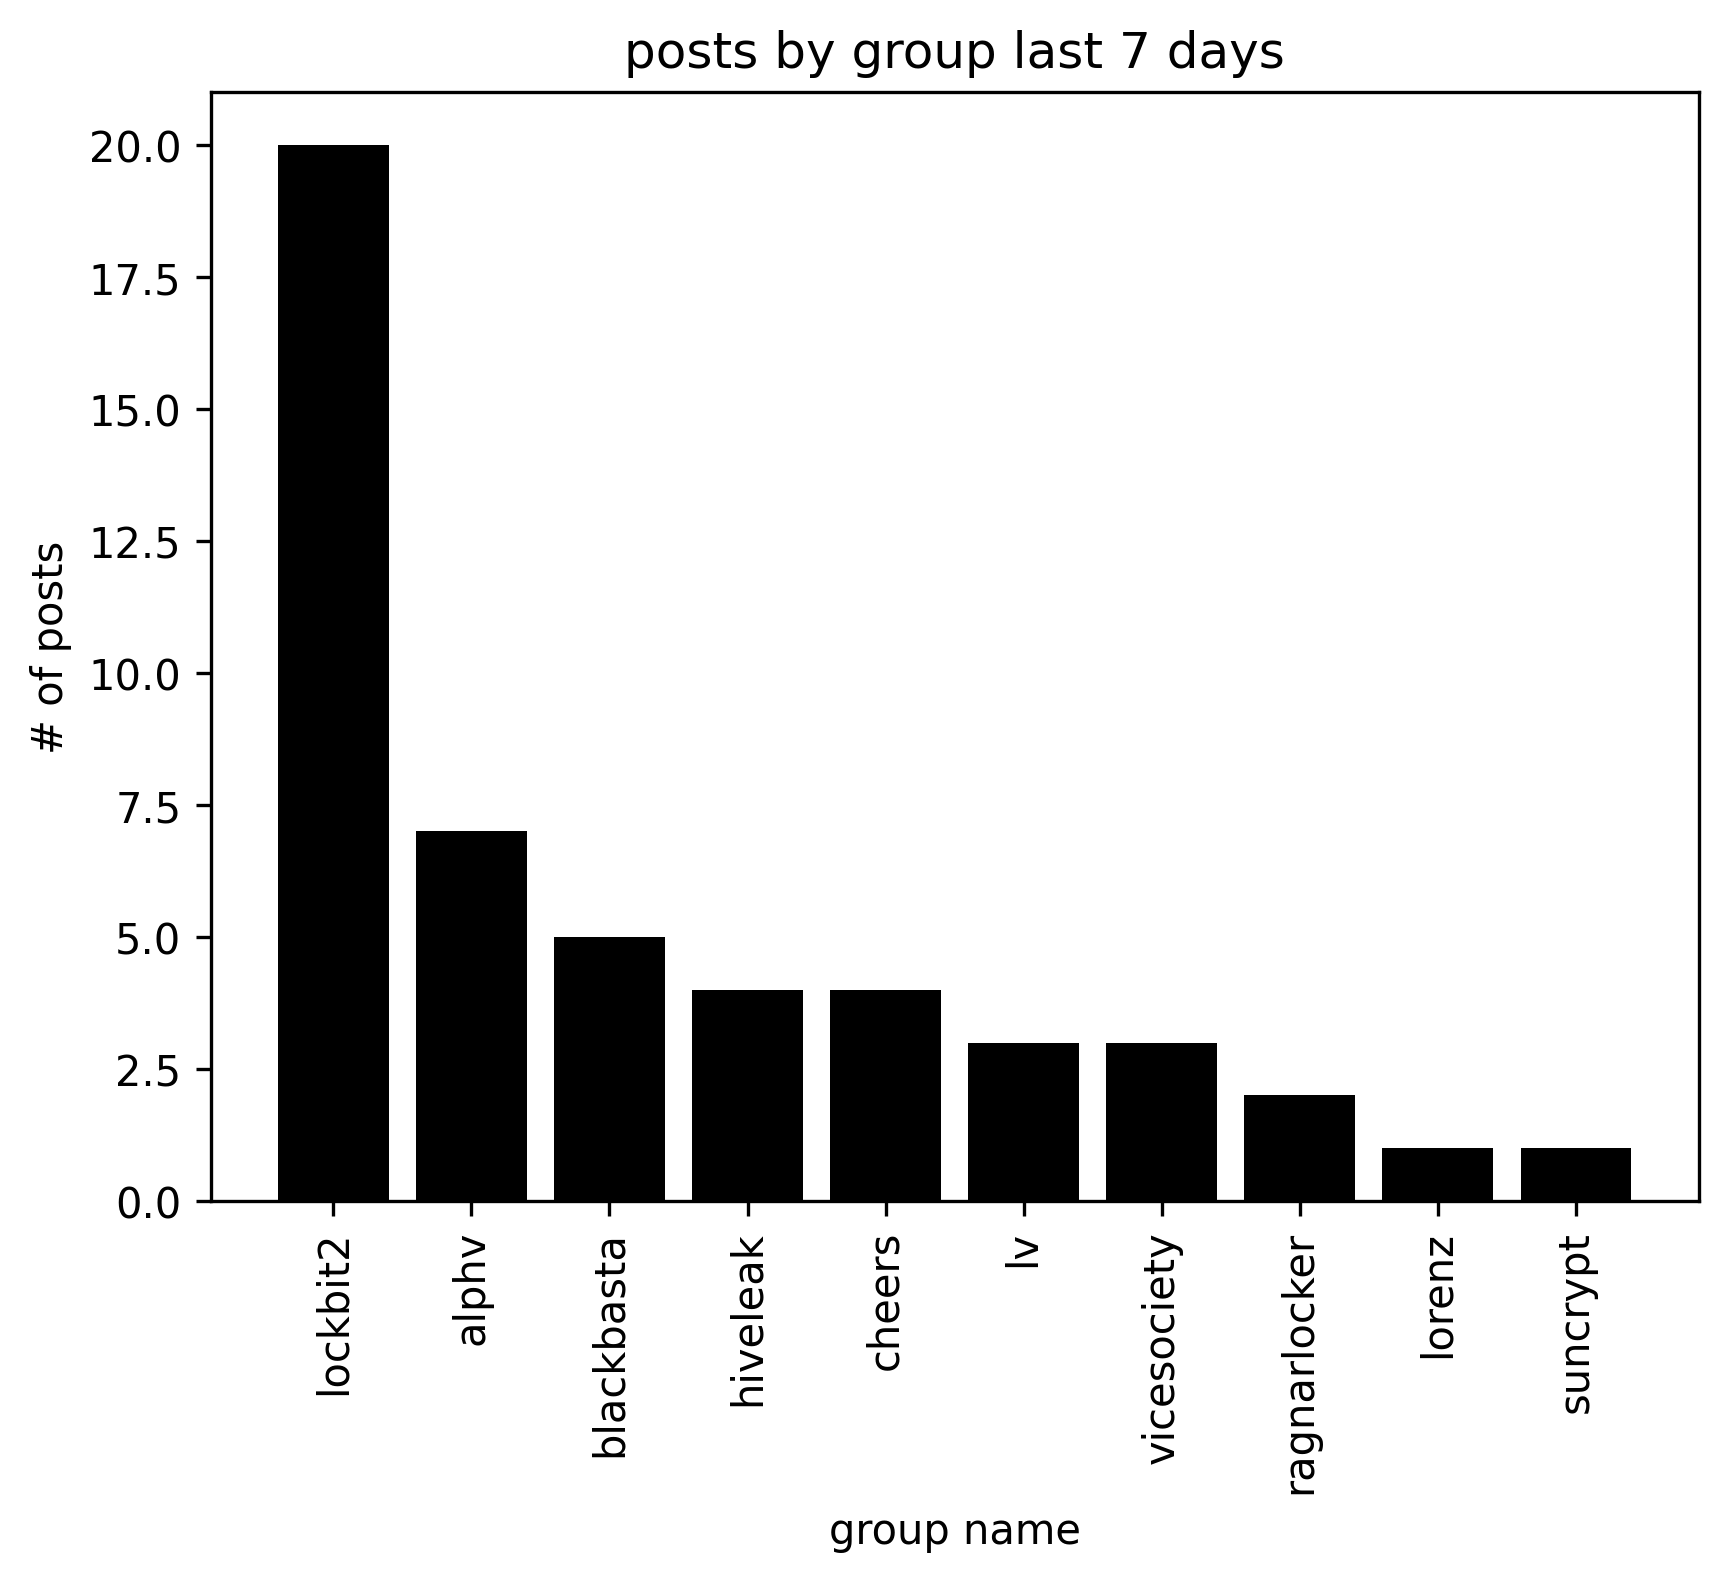 posts by group last 7 days
# of posts
20.0
17.5
15.0
12.5
10.0
7.5
5.0
2.5
0.0
lockbit2
alphv
blackbasta
hiveleak
cheers
lv
vicesociety
ragnarlocker
lorenz
suncrypt
group name